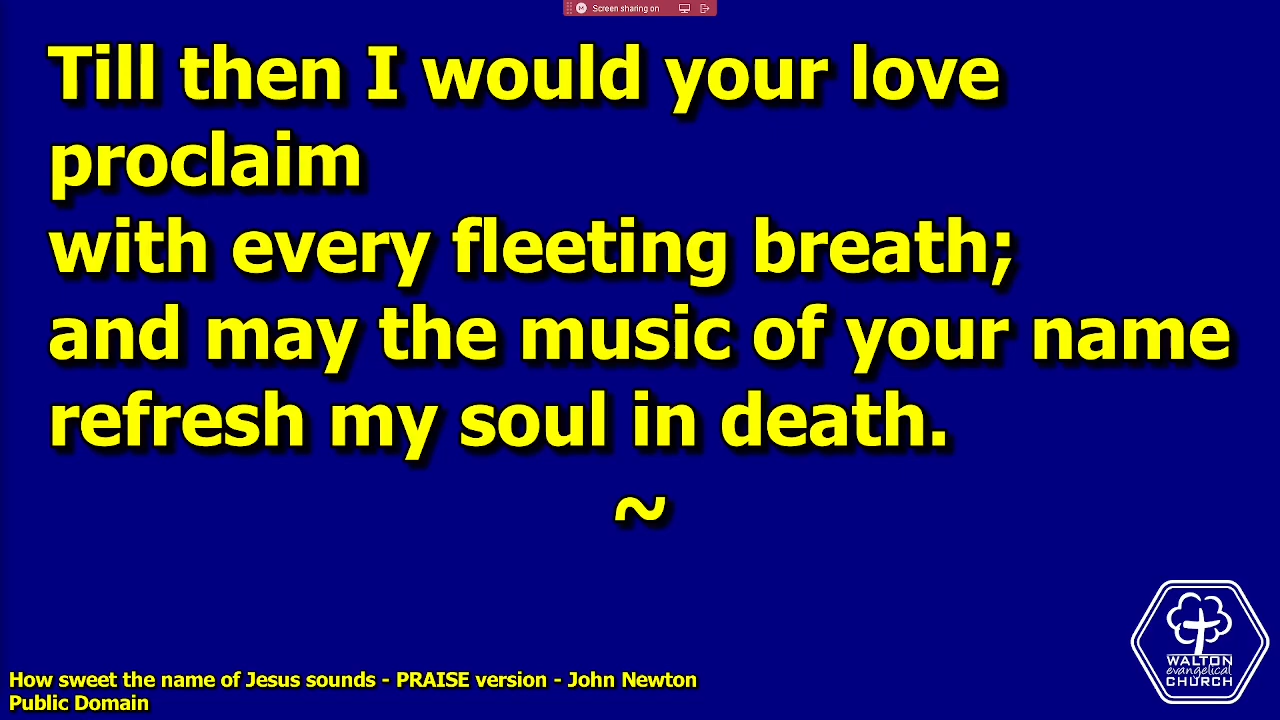 Screen sharing on
Till then I would your love
proclaim
with every fleeting breath;
and may the music of your name
refresh my soul in death.
~
WALTON
evangelical
CHURCH
How sweet the name of Jesus sounds - PRAISE version - John Newton
Public Domain